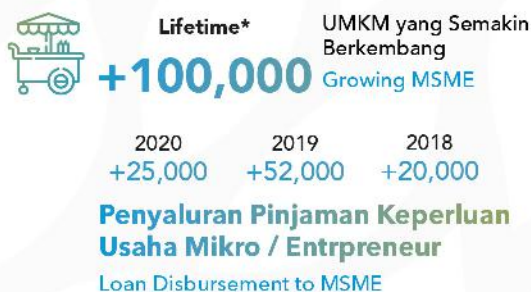 Lifetime*
+100,000
UMKM yang Semakin
Berkembang
Growing MSME
2020 2019 2018
+25,000 +52,000 +20,000
Penyaluran Pinjaman Keperluan
Usaha Mikro / Entrpreneur
Loan Disbursement to MSME